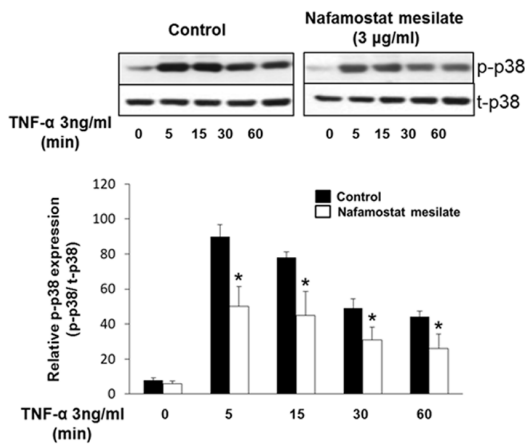 Control
Nafamostat mesilate
(3 µg/ml)
p-p38
t-p38
TNF-α 3ng/ml
(min)
0 5 15 30 60
0 5 15 30 60
Relative p-p38 expression
(p-p38/ t-p38)
120
100
80
60
40
20
0
Control
Nafamostat mesilate
* * * *
TNF-α 3ng/ml
(min)
0 5 15 30 60